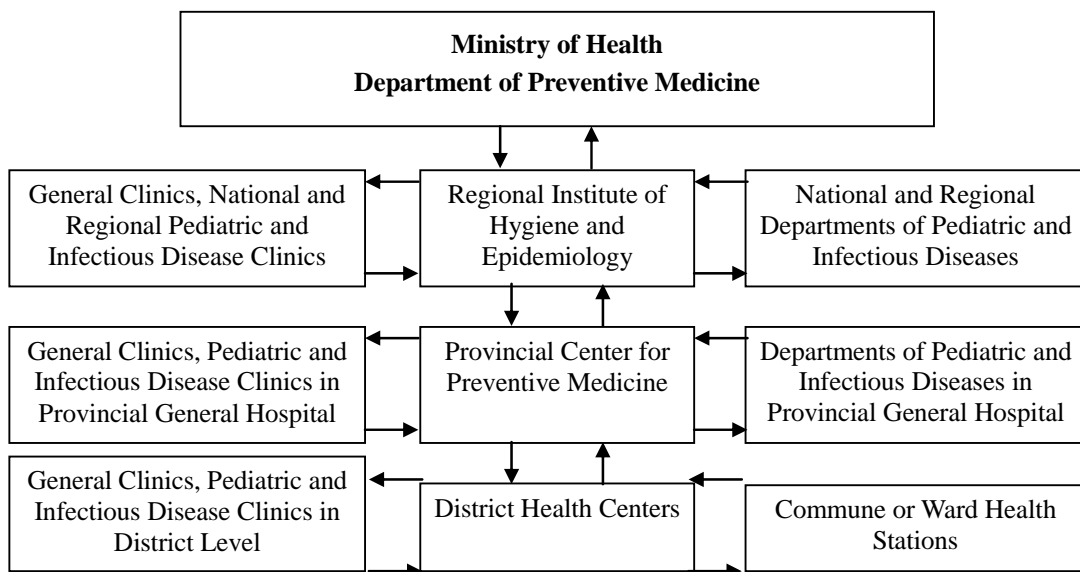 Ministry of Health
Department of Preventive Medicine
General Clinics, National and
Regional Pediatric and
Infectious Disease Clinics
Regional Institute of
Hygiene and
Epidemiology
National and Regional
Departments of Pediatric and
Infectious Diseases
General Clinics, Pediatric and
Infectious Disease Clinics in
Provincial General Hospital
Provincial Center for
Preventive Medicine
Departments of Pediatric and
Infectious Diseases in
Provincial General Hospital
General Clinics, Pediatric and
Infectious Disease Clinics in
District Level
District Health Centers
Commune or Ward Health
Stations